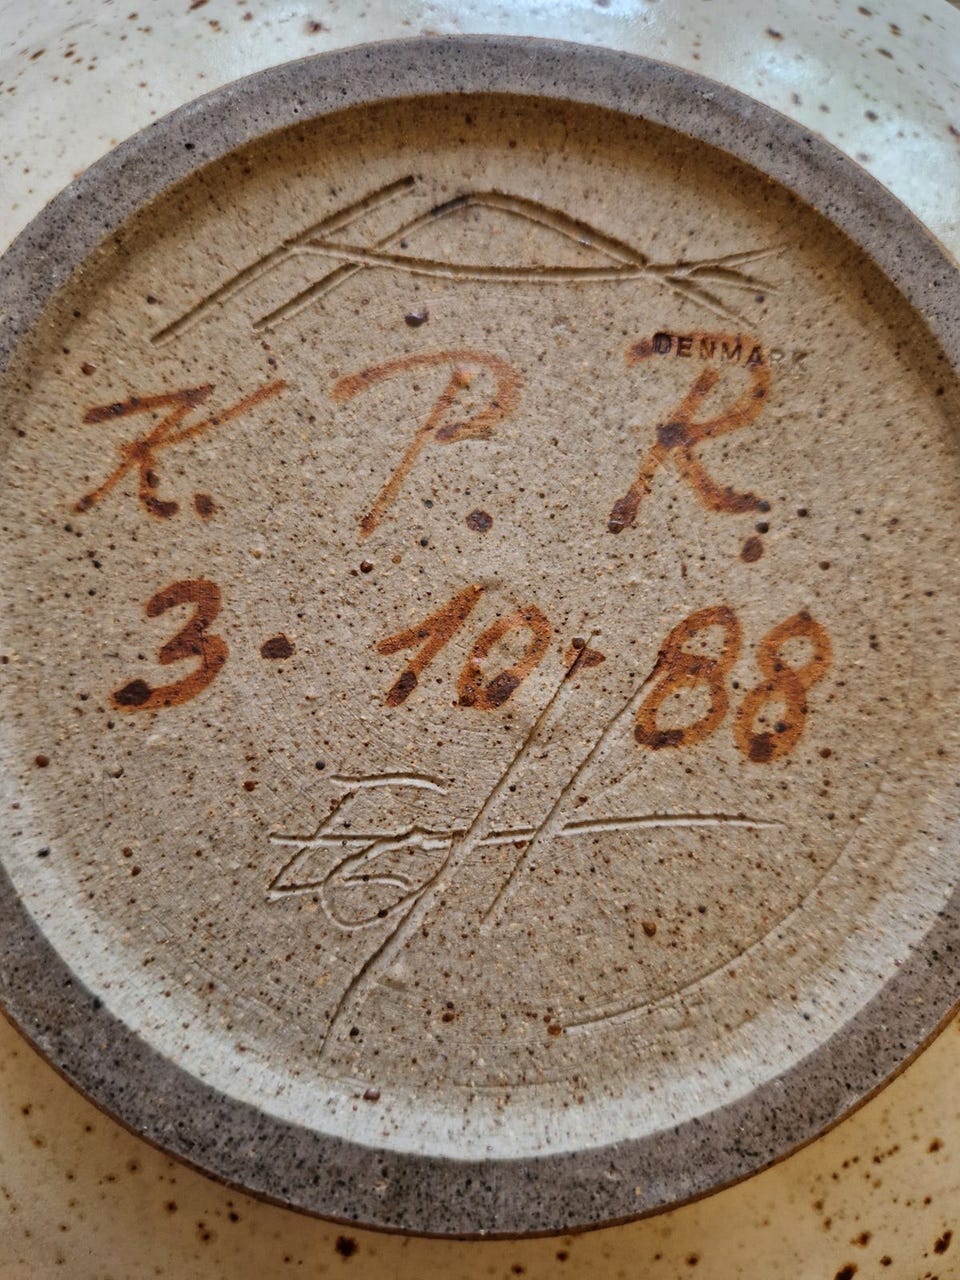 DENMARK
K. P. R.
3. 10. 88